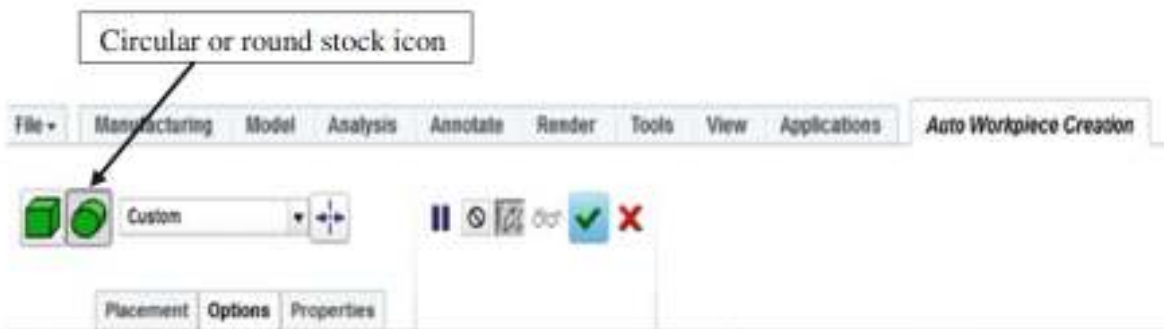 Circular or round stock icon
File Manufacturing Model Analysis Annotate Render Tools View Applications Auto Workpiece Creation
Custom
Placement Options Properties